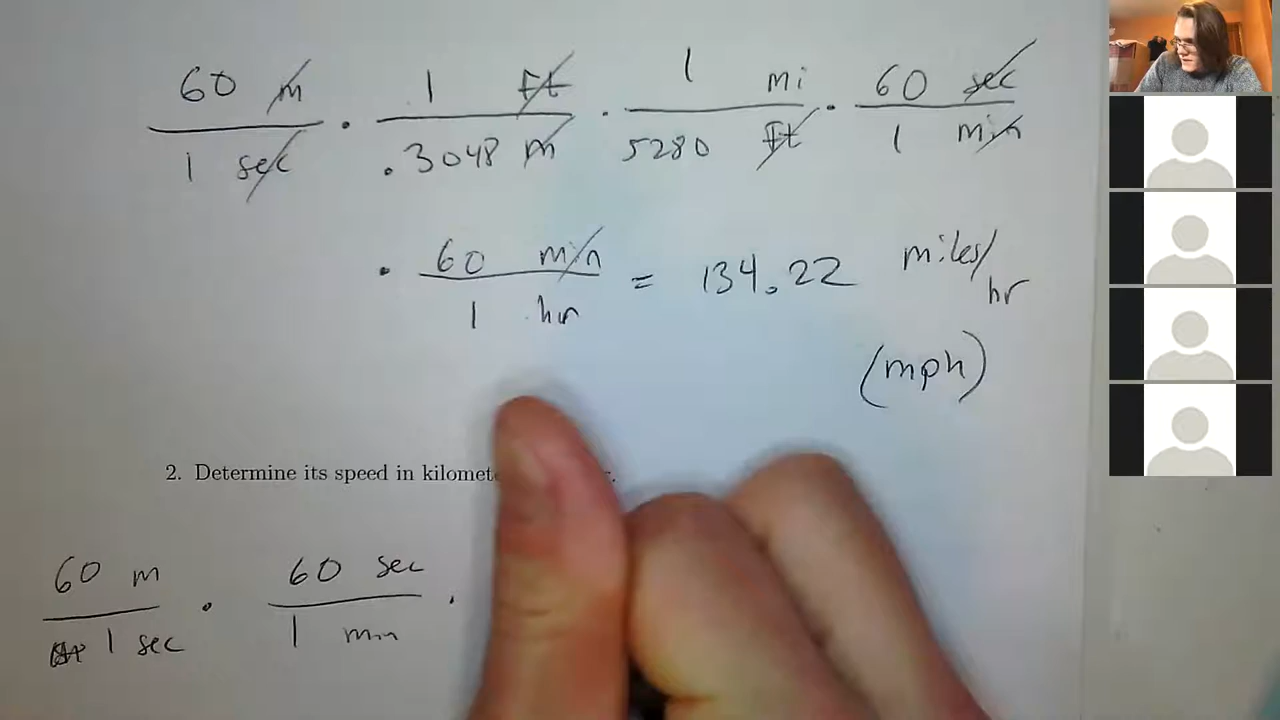 60 m 1 ft 1 mi 60 sec
1 sec · .3048 m · 5280 ft · 1 min
· 60 min = 134.22 miles/
1 hr hr
(mph)
2. Determine its speed in kilomet
60 m 60 sec
1 sec · 1 min ·